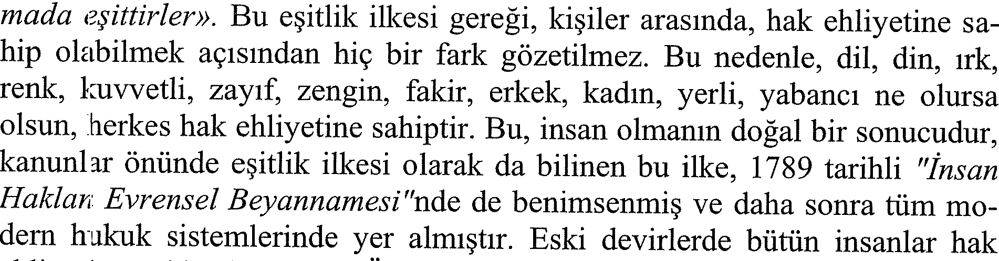 mada eşittirler». Bu eşitlik ilkesi gereği, kişiler arasında, hak ehliyetine sa-
hip olabilmek açısından hiç bir fark gözetilmez. Bu nedenle, dil, din, ırk,
renk, kuvvetli, zayıf, zengin, fakir, erkek, kadın, yerli, yabancı ne olursa
olsun, herkes hak ehliyetine sahiptir. Bu, insan olmanın doğal bir sonucudur,
kanunlar önünde eşitlik ilkesi olarak da bilinen bu ilke, 1789 tarihli "İnsan
Hakları Evrensel Beyannamesi"nde de benimsenmiş ve daha sonra tüm mo-
dern hukuk sistemlerinde yer almıştır. Eski devirlerde bütün insanlar hak